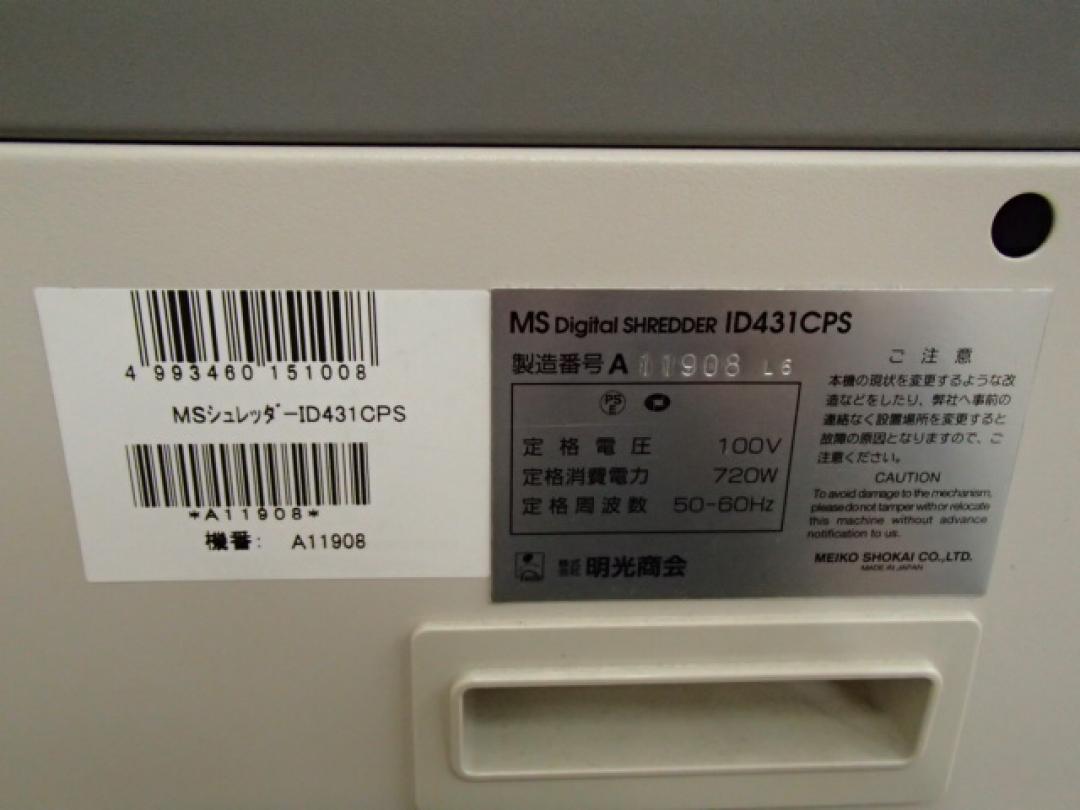 4 993460 151008
MSシュレッダーID431CPS
*A11908*
機番: A11908
MS Digital SHREDDER ID431CPS
製造番号 A 11908 L6
PS
E
定格電圧 100V
定格消費電力 720W
定格周波数 50-60Hz
株式会社 明光商会
ご注意
本機の現状を変更するような改
造などをしたり、弊社へ事前の
連絡なく設置場所を変更すると
故障の原因となりますので、ご
注意ください。
CAUTION
To avoid damage to the mechanism,
please do not tamper with or relocate
this machine without advance
notification to us.
MEIKO SHOKAI CO.,LTD.
MADE IN JAPAN